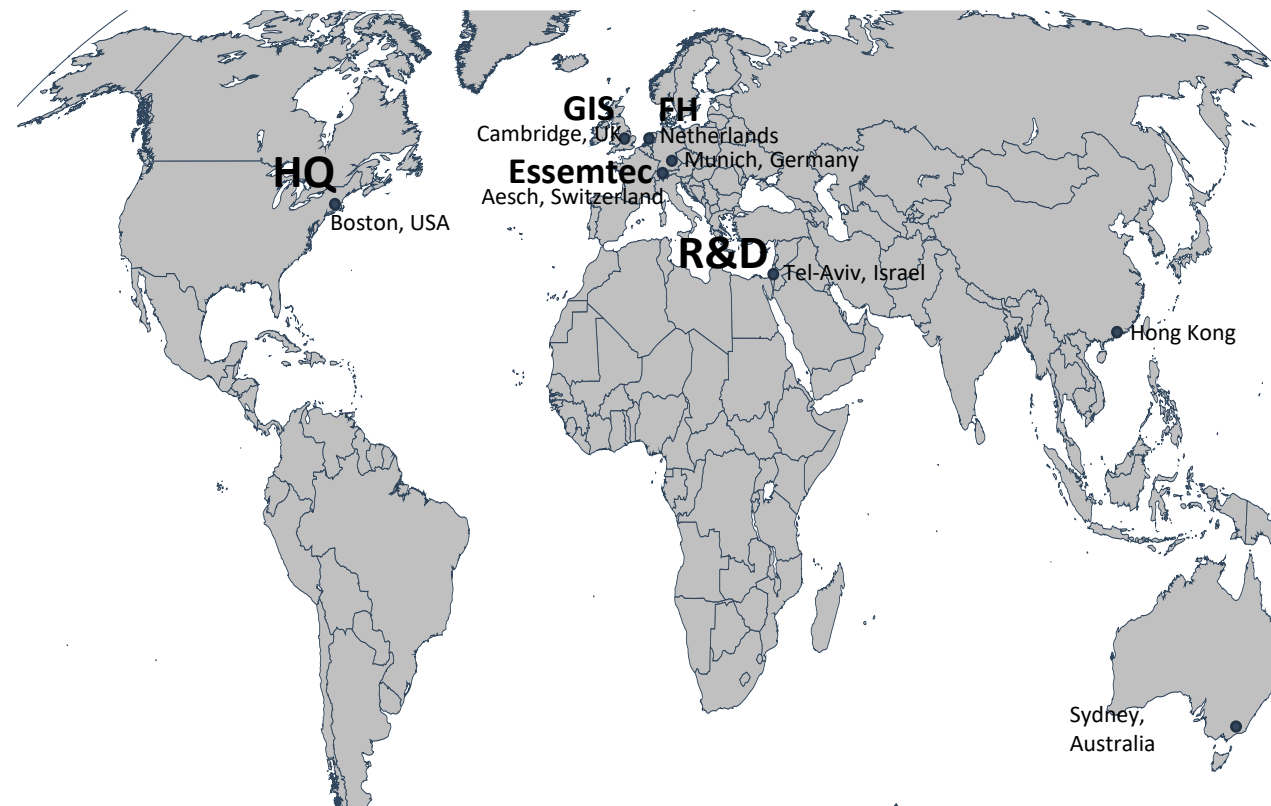 GIS
Cambridge, UK
FH
Netherlands
Munich, Germany
HQ
Boston, USA
Essemtec
Aesch, Switzerland
R&D
Tel-Aviv, Israel
Hong Kong
Sydney,
Australia